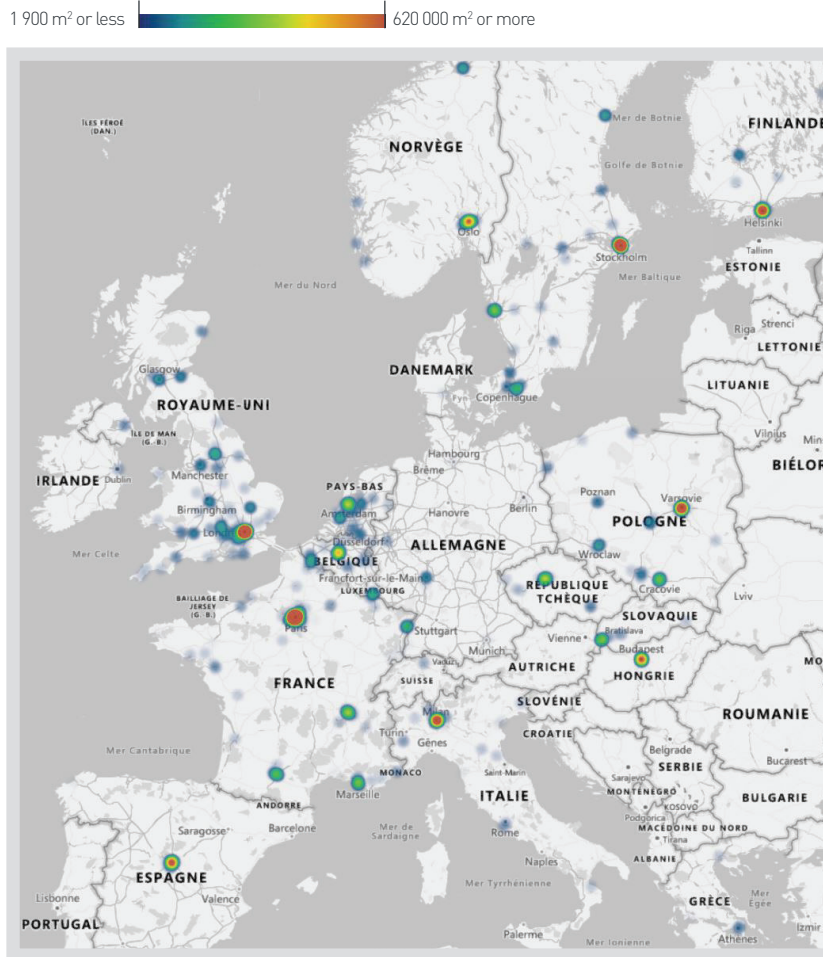 1 900 m² or less
620 000 m² or more
ÎLES FÉROÉ
(DAN.)
Mer de Botnie
FINLANDE
NORVÈGE
Golfe de Botnie
Oslo
Helsinki
Tallinn
Stockholm
ESTONIE
Mer Baltique
Mer du Nord
Riga
Strenci
LETTONIE
Glasgow
DANEMARK
LITUANIE
Fyn
Copenhague
ROYAUME-UNI
ÎLE DE MAN
(G.-B.)
Vilnius
Min
Hambourg
Brême
BIÉLOR
IRLANDE
Dublin
Manchester
PAYS-BAS
Poznan
Varsovie
Birmingham
Amsterdam
Hanovre
Berlin
POLOGNE
Lond
Düsseldorf
ALLEMAGNE
Mer Celte
BELGIQUE
Wroclaw
Francfort-sur-le-Main
LUXEMBOURG
RÉPUBLIQUE
TCHÈQUE
Cracovie
Lviv
BAILLIAGE DE
JERSEY
(G.-B.)
SLOVAQUIE
Paris
Stuttgart
Vienne
Bratislava
Munich
Budapest
Vaduz
AUTRICHE
MO
SUISSE
HONGRIE
FRANCE
SLOVÉNIE
Milan
ROUMANIE
Turin
Gênes
CROATIE
Mer Cantabrique
Belgrade
Bucarest
MONACO
Saint-Marin
SERBIE
Sarajevo
Marseille
ITALIE
MONTÉNÉGRO
BULGARIE
ANDORRE
KOSOVO
Podgorica
Saragosse
Barcelone
Mer de
Sardaigne
Rome
MACÉDOINE DU NORD
Tirana
ALBANIE
Naples
ESPAGNE
Mer Tyrrhénienne
Valence
Lisbonne
GRÈCE
Mer
Égée
PORTUGAL
Izmir
Palerme
Mer Ionienne
Athènes